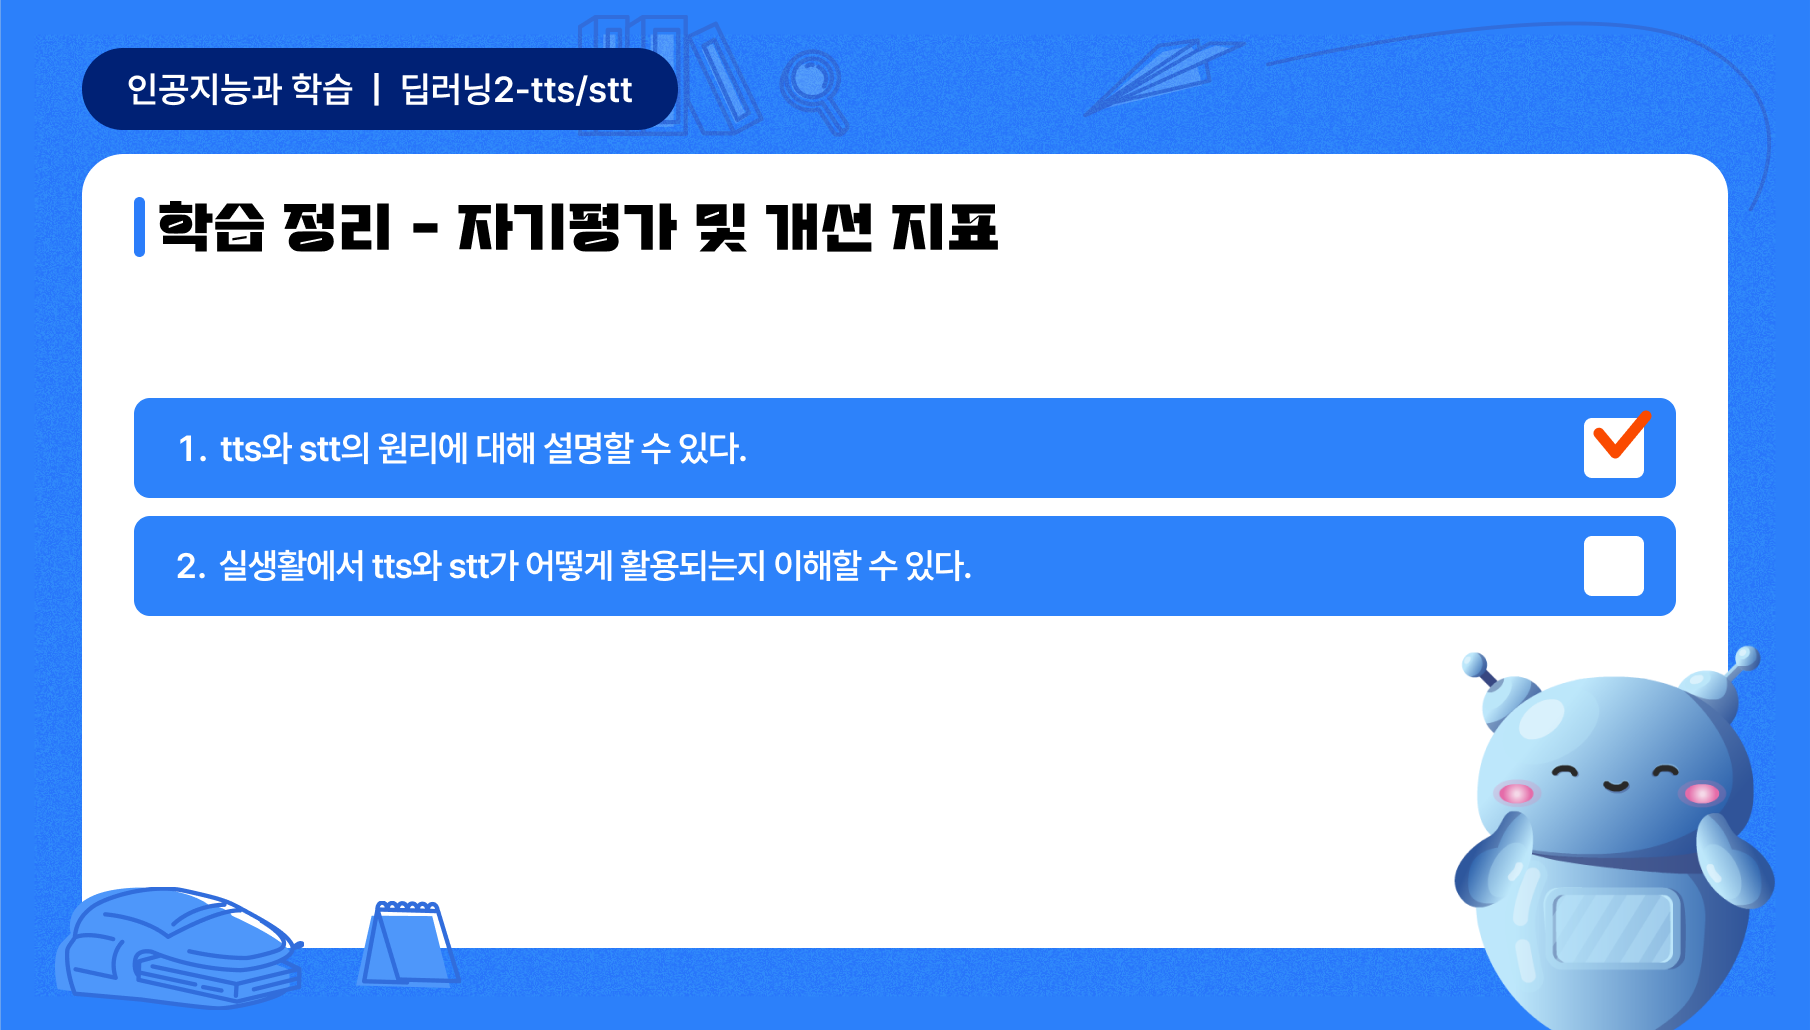 인공지능과 학습 | 딥러닝2-tts/stt
학습 정리 - 자기평가 및 개선 지표
1. tts와 stt의 원리에 대해 설명할 수 있다.
2. 실생활에서 tts와 stt가 어떻게 활용되는지 이해할 수 있다.